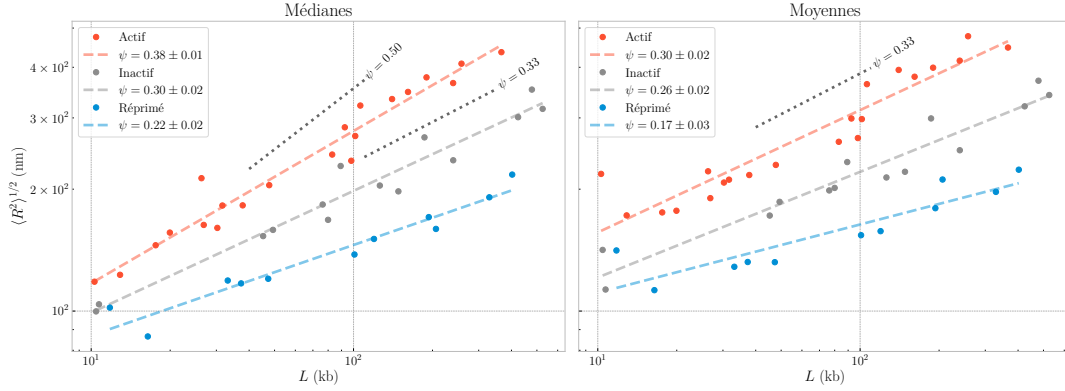 Médianes
Actif
ψ = 0.38 ± 0.01
Inactif
ψ = 0.30 ± 0.02
Réprimé
ψ = 0.22 ± 0.02
ψ = 0.50
ψ = 0.33
4 × 10²
3 × 10²
2 × 10²
10²
⟨R²⟩^1/2 (nm)
10¹
10²
L (kb)
Moyennes
Actif
ψ = 0.30 ± 0.02
Inactif
ψ = 0.26 ± 0.02
Réprimé
ψ = 0.17 ± 0.03
ψ = 0.33
10¹
10²
L (kb)